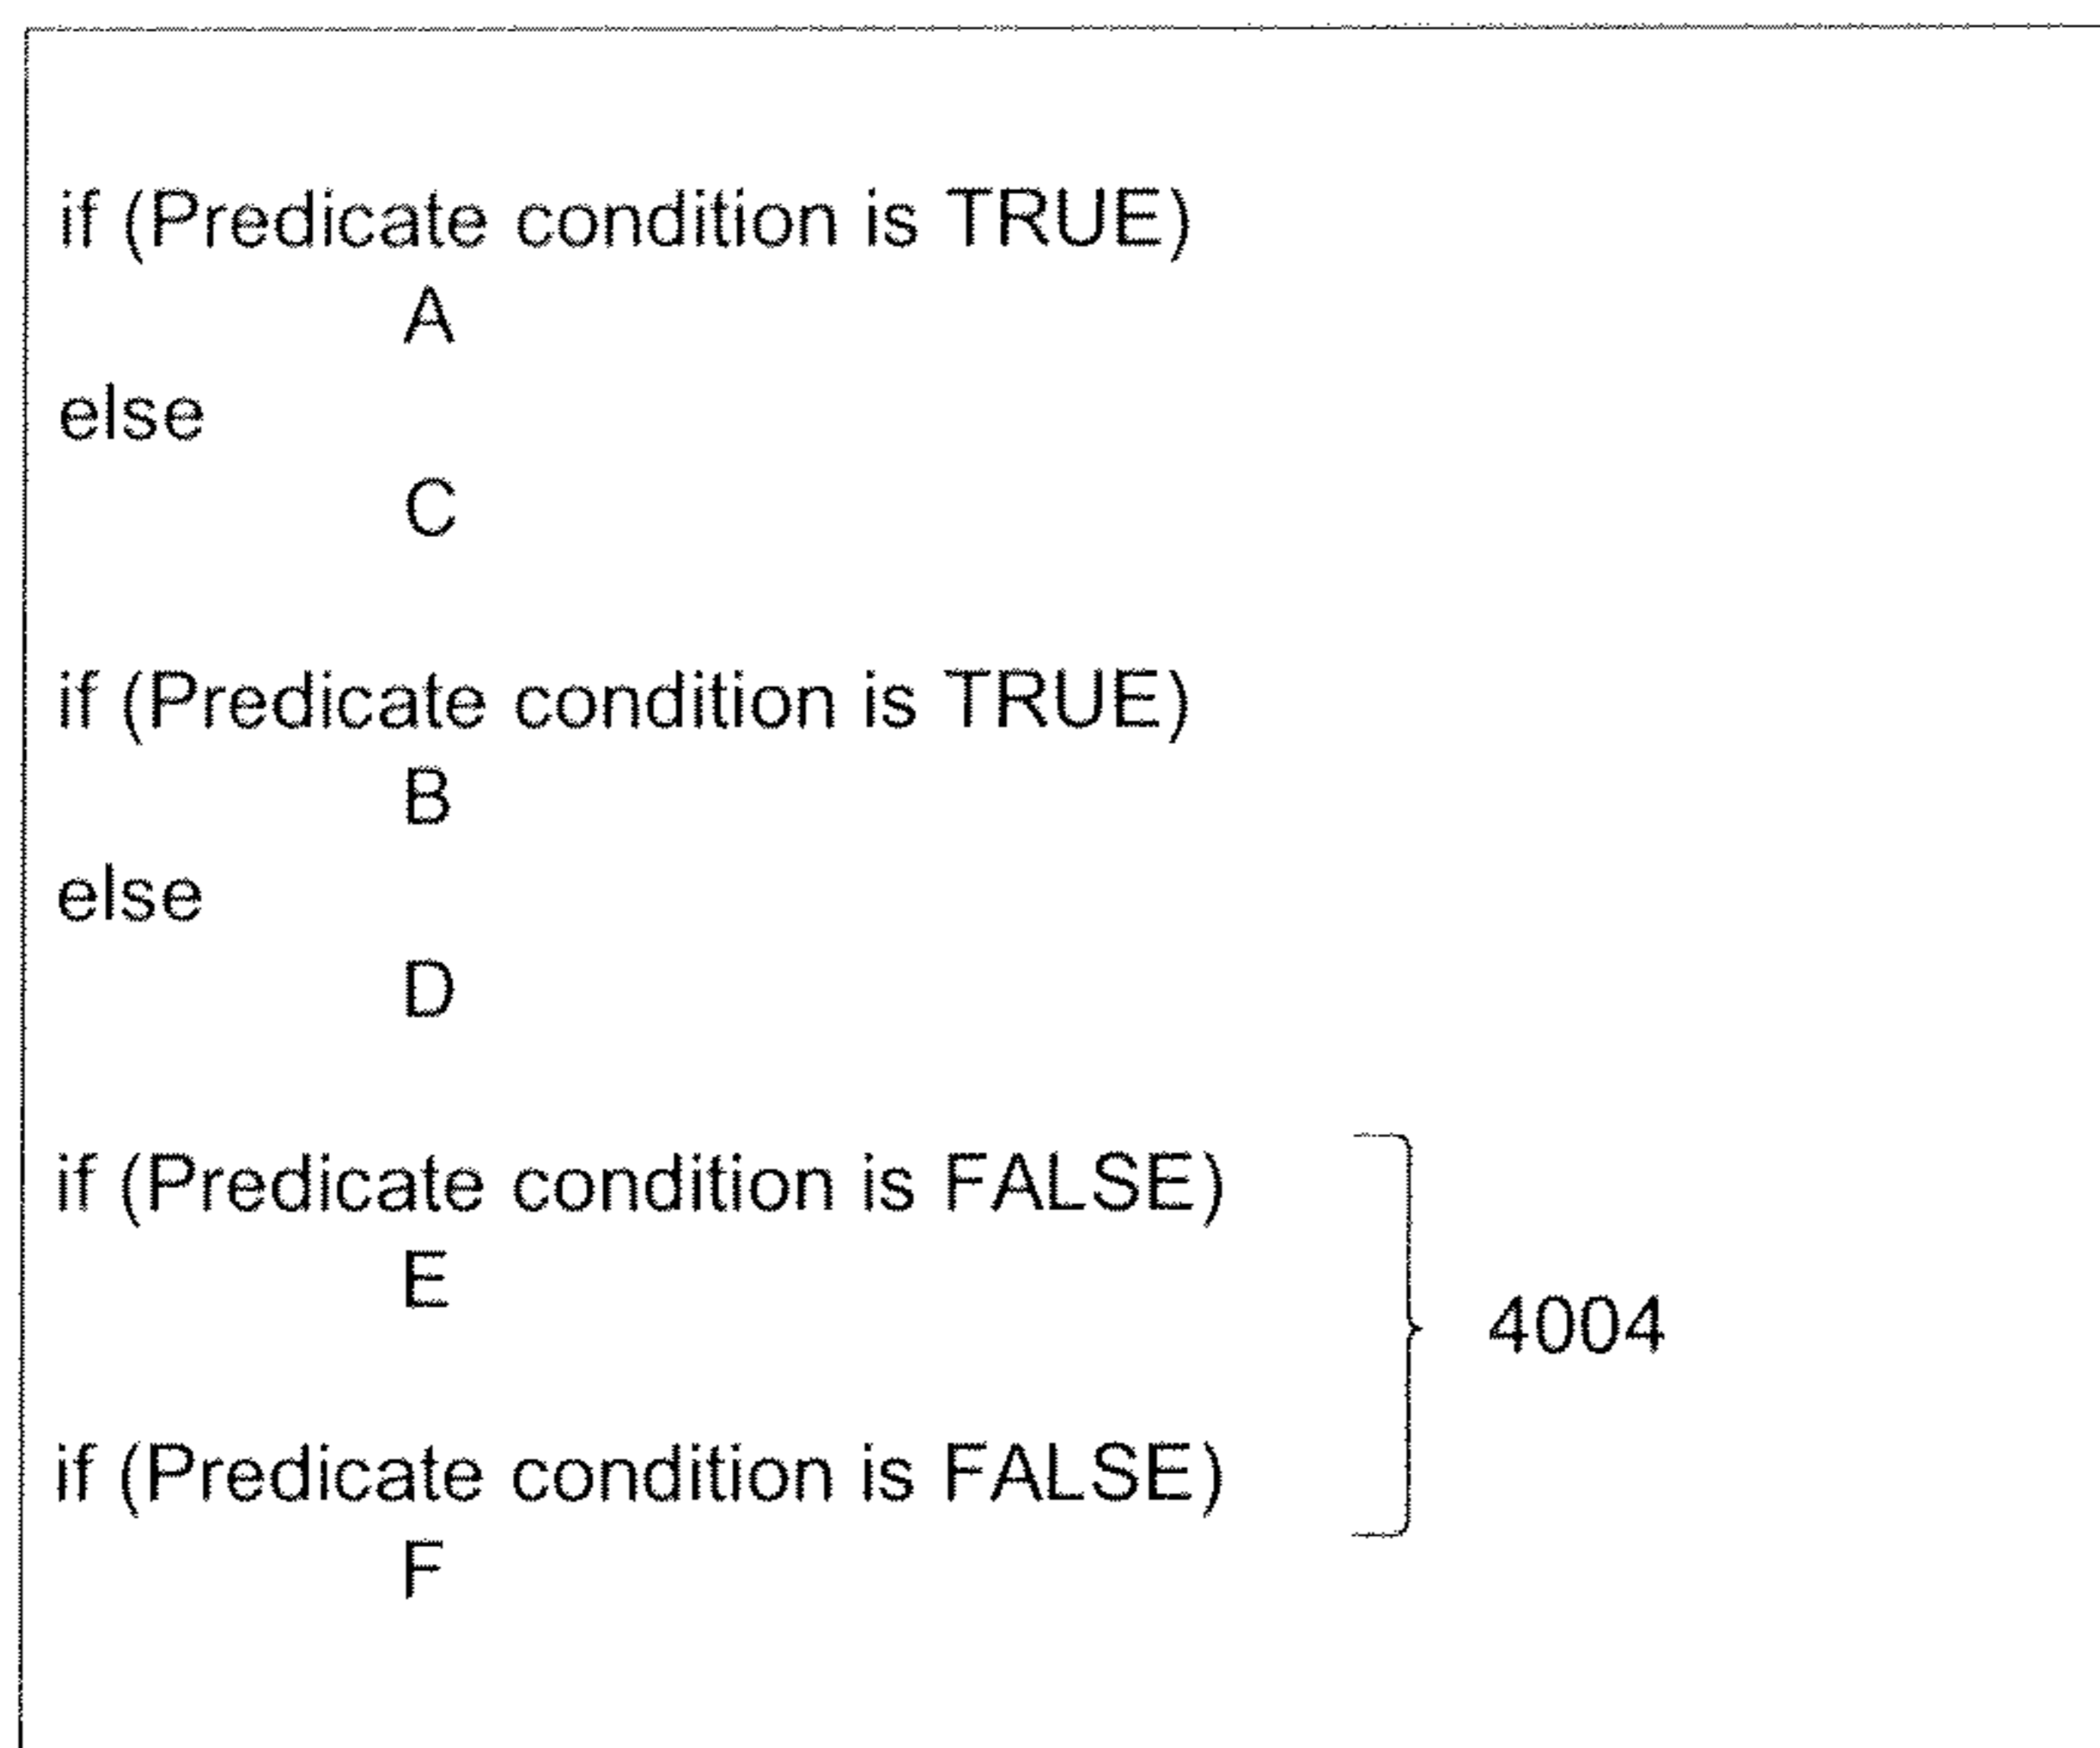 if (Predicate condition is TRUE)
A
else
C
if (Predicate condition is TRUE)
B
else
D
if (Predicate condition is FALSE)
E
4004
if (Predicate condition is FALSE)
F